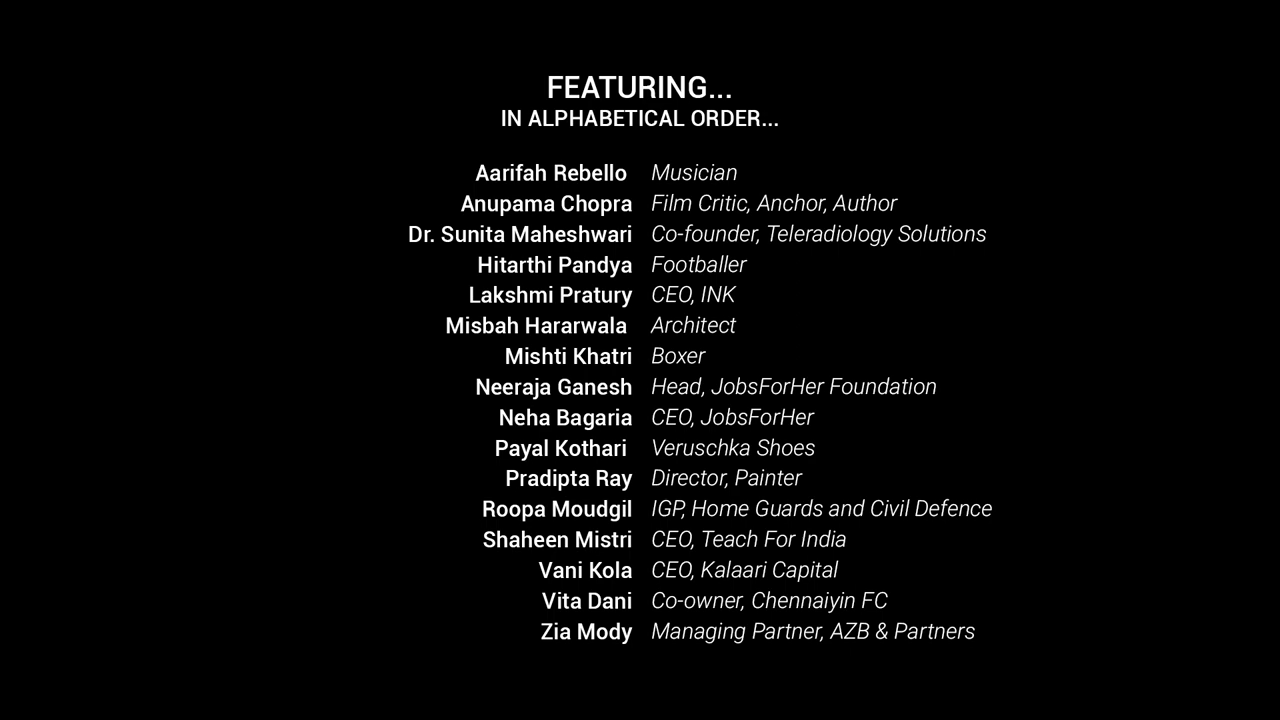 FEATURING...
IN ALPHABETICAL ORDER...
Aarifah Rebello Musician
Anupama Chopra Film Critic, Anchor, Author
Dr. Sunita Maheshwari Co-founder, Teleradiology Solutions
Hitarthi Pandya Footballer
Lakshmi Pratury CEO, INK
Misbah Hararwala Architect
Mishti Khatri Boxer
Neeraja Ganesh Head, JobsForHer Foundation
Neha Bagaria CEO, JobsForHer
Payal Kothari Veruschka Shoes
Pradipta Ray Director, Painter
Roopa Moudgil IGP, Home Guards and Civil Defence
Shaheen Mistri CEO, Teach For India
Vani Kola CEO, Kalaari Capital
Vita Dani Co-owner, Chennaiyin FC
Zia Mody Managing Partner, AZB & Partners